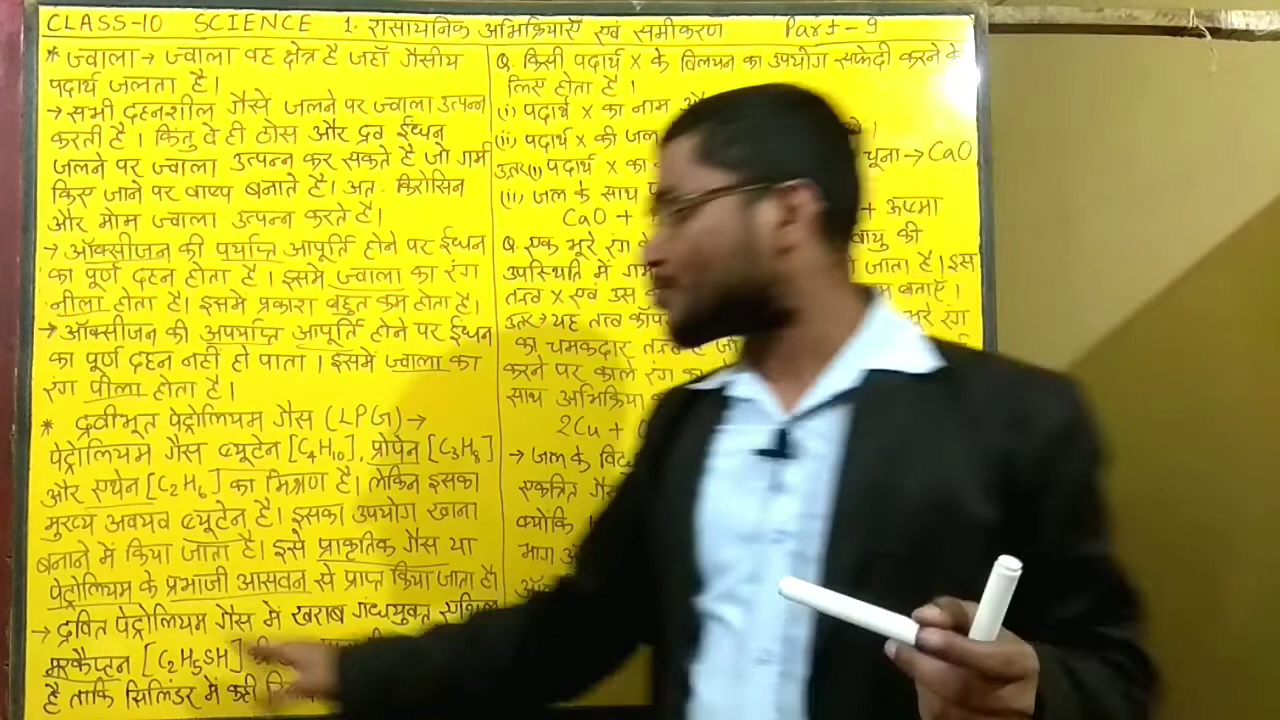 CLASS-10 SCIENCE 1. रासायनिक अभिक्रियाएँ एवं समीकरण Part-9
* ज्वाला → ज्वाला वह क्षेत्र है जहाँ गैसीय
पदार्थ जलता है।
→ सभी दहनशील गैसें जलने पर ज्वाला उत्पन्न
करती है। किंतु वे ही ठोस और द्रव ईंधन
जलने पर ज्वाला उत्पन्न कर सकते है जो गर्म
किए जाने पर वाष्प बनाते है। अतः किरोसिन
और मोम ज्वाला उत्पन्न करते है।
→ ऑक्सीजन की पर्याप्त आपूर्ति होने पर ईंधन
का पूर्ण दहन होता है। इसमें ज्वाला का रंग
नीला होता है। इसमें प्रकाश बहुत कम होता है।
→ ऑक्सीजन की अपर्याप्त आपूर्ति होने पर ईंधन
का पूर्ण दहन नहीं हो पाता। इसमें ज्वाला का
रंग पीला होता है।
* द्रवीभूत पेट्रोलियम गैस (LPG) →
पेट्रोलियम गैस ब्यूटेन [C₄H₁₀], प्रोपेन [C₃H₈]
और एथेन [C₂H₆] का मिश्रण है। लेकिन इसका
मुख्य अवयव ब्यूटेन है। इसका उपयोग खाना
बनाने में किया जाता है। इसे प्राकृतिक गैस या
पेट्रोलियम के प्रभाजी आसवन से प्राप्त किया जाता है।
→ द्रवित पेट्रोलियम गैस में खराब गंधयुक्त एथिल
मरकैप्टन [C₂H₅SH]
है ताकि सिलिंडर में कही
Q. किसी पदार्थ X के विलयन का उपयोग सफेदी करने के
लिए होता है।
(i) पदार्थ X का नाम
(ii) पदार्थ X की जल
उत्तर(i) पदार्थ X का चूना → CaO
(ii) जल के साथ
CaO + + ऊष्मा
Q. एक भूरे रंग वायु की
उपस्थिति में जाता है। इस
तत्त्व X एवं उस बताएँ।
उत्तर→ यह तत्त्व भूरे रंग
का चमकदार तत्त्व है जो
करने पर काले रंग का
साथ अभिक्रिया
2Cu +
→ जल के
एकत्रित
क्योंकि
भाग